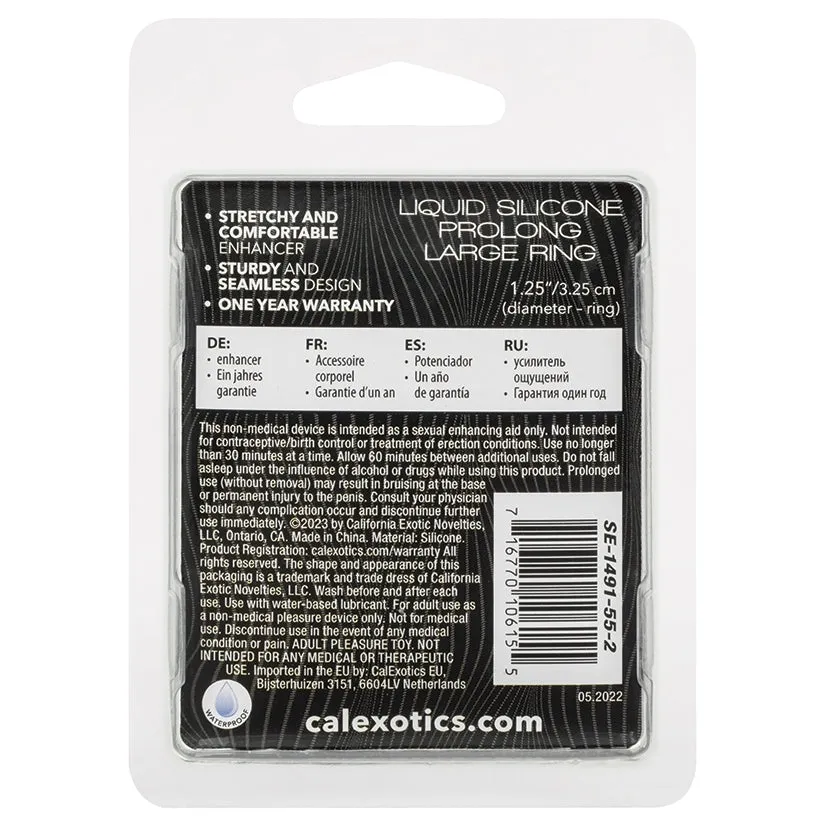 • STRETCHY AND
COMFORTABLE
ENHANCER
• STURDY AND
SEAMLESS DESIGN
• ONE YEAR WARRANTY
LIQUID SILICONE
PROLONG
LARGE RING
1.25"/3.25 cm
(diameter – ring)
DE:
• enhancer
• Ein jahres
garantie
FR:
• Accessoire
corporel
• Garantie d'un an
ES:
• Potenciador
• Un año
de garantía
RU:
• усилитель
ощущений
• Гарантия один год
This non-medical device is intended as a sexual enhancing aid only. Not intended
for contraceptive/birth control or treatment of erection conditions. Use no longer
than 30 minutes at a time. Allow 60 minutes between additional uses. Do not fall
asleep under the influence of alcohol or drugs while using this product. Prolonged
use (without removal) may result in bruising at the base
or permanent injury to the penis. Consult your physician
should any complication occur and discontinue further
use immediately. ©2023 by California Exotic Novelties,
LLC, Ontario, CA. Made in China. Material: Silicone.
Product Registration: calexotics.com/warranty All
rights reserved. The shape and appearance of this
packaging is a trademark and trade dress of California
Exotic Novelties, LLC. Wash before and after each
use. Use with water-based lubricant. For adult use as
a non-medical pleasure device only. Not for medical
use. Discontinue use in the event of any medical
condition or pain. ADULT PLEASURE TOY. NOT
INTENDED FOR ANY MEDICAL OR THERAPEUTIC
USE. Imported in the EU by: CalExotics EU,
Bijsterhuizen 3151, 6604LV Netherlands
7 16770 10615 5
SE-1491-55-2
05.2022
WATERPROOF
calexotics.com